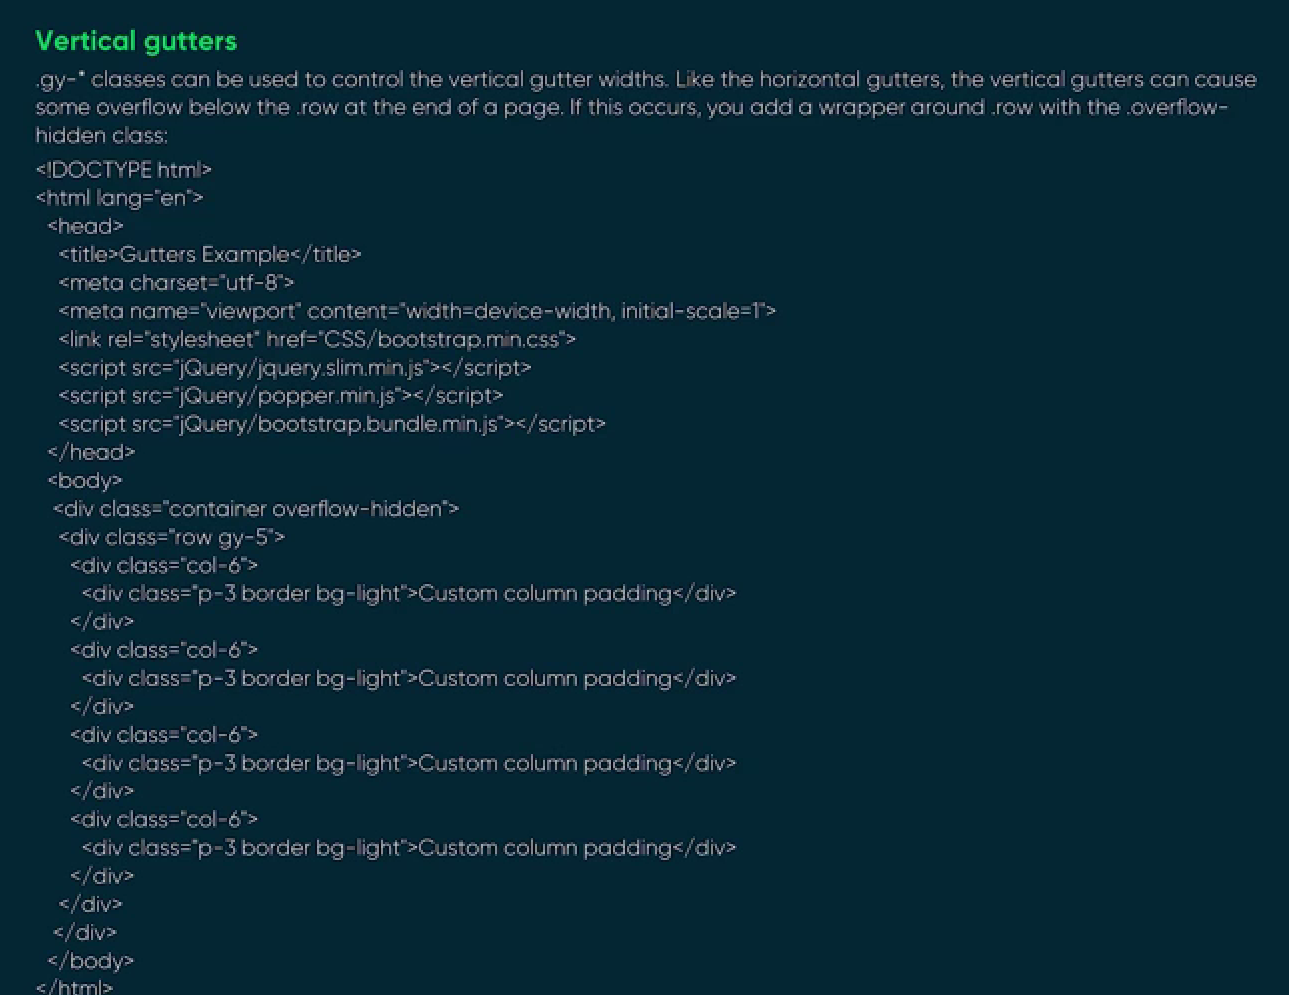 Vertical gutters
.gy-* classes can be used to control the vertical gutter widths. Like the horizontal gutters, the vertical gutters can cause
some overflow below the .row at the end of a page. If this occurs, you add a wrapper around .row with the .overflow-
hidden class:
<!DOCTYPE html>
<html lang="en">
<head>
<title>Gutters Example</title>
<meta charset="utf-8">
<meta name="viewport" content="width=device-width, initial-scale=1">
<link rel="stylesheet" href="CSS/bootstrap.min.css">
<script src="jQuery/jquery.slim.min.js"></script>
<script src="jQuery/popper.min.js"></script>
<script src="jQuery/bootstrap.bundle.min.js"></script>
</head>
<body>
<div class="container overflow-hidden">
<div class="row gy-5">
<div class="col-6">
<div class="p-3 border bg-light">Custom column padding</div>
</div>
<div class="col-6">
<div class="p-3 border bg-light">Custom column padding</div>
</div>
<div class="col-6">
<div class="p-3 border bg-light">Custom column padding</div>
</div>
<div class="col-6">
<div class="p-3 border bg-light">Custom column padding</div>
</div>
</div>
</div>
</body>
</html>